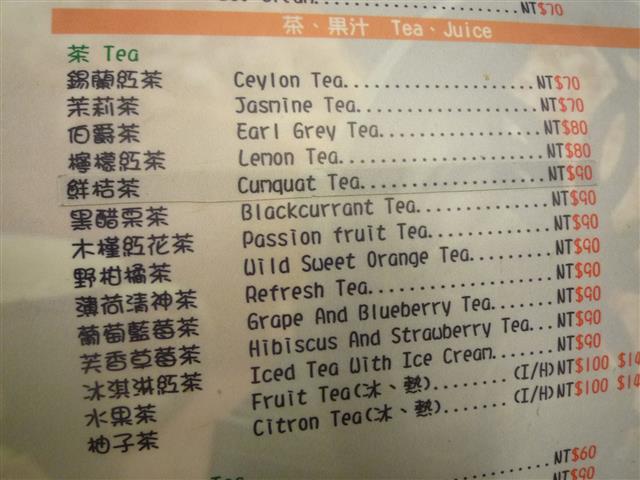 NT$70
茶、果汁 Tea、Juice
茶 Tea
錫蘭紅茶 Ceylon Tea....................NT$70
茉莉茶 Jasmine Tea...................NT$70
伯爵茶 Earl Grey Tea.................NT$80
檸檬紅茶 Lemon Tea.....................NT$80
鮮桔茶 Cumquat Tea...................NT$90
黑醋栗茶 Blackcurrant Tea..............NT$90
木槿紅花茶 Passion fruit Tea.............NT$90
野柑橘茶 Wild Sweet Orange Tea.........NT$90
薄荷清神茶 Refresh Tea...................NT$90
葡萄藍莓茶 Grape And Blueberry Tea.......NT$90
芙香草莓茶 Hibiscus And Strawberry Tea...NT$90
冰淇淋紅茶 Iced Tea With Ice Cream.......NT$90
水果茶 Fruit Tea(冰、熱)........(I/H)NT$100
柚子茶 Citron Tea(冰、熱).......(I/H)NT$100
NT$60
NT$90